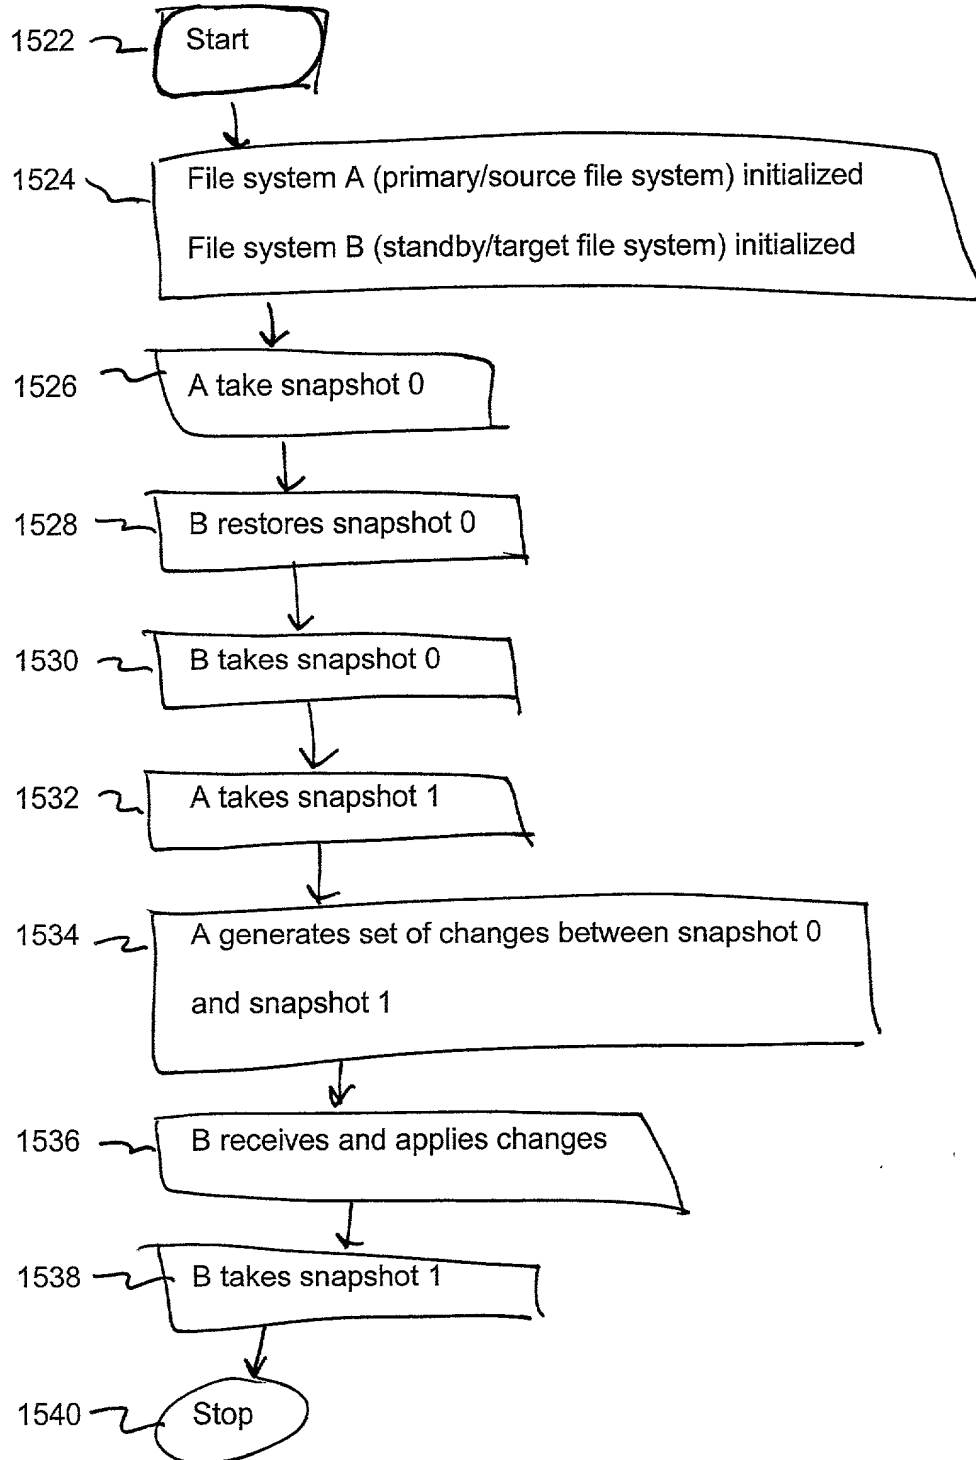 1522 Start
1524 File system A (primary/source file system) initialized
File system B (standby/target file system) initialized
1526 A take snapshot 0
1528 B restores snapshot 0
1530 B takes snapshot 0
1532 A takes snapshot 1
1534 A generates set of changes between snapshot 0
and snapshot 1
1536 B receives and applies changes
1538 B takes snapshot 1
1540 Stop